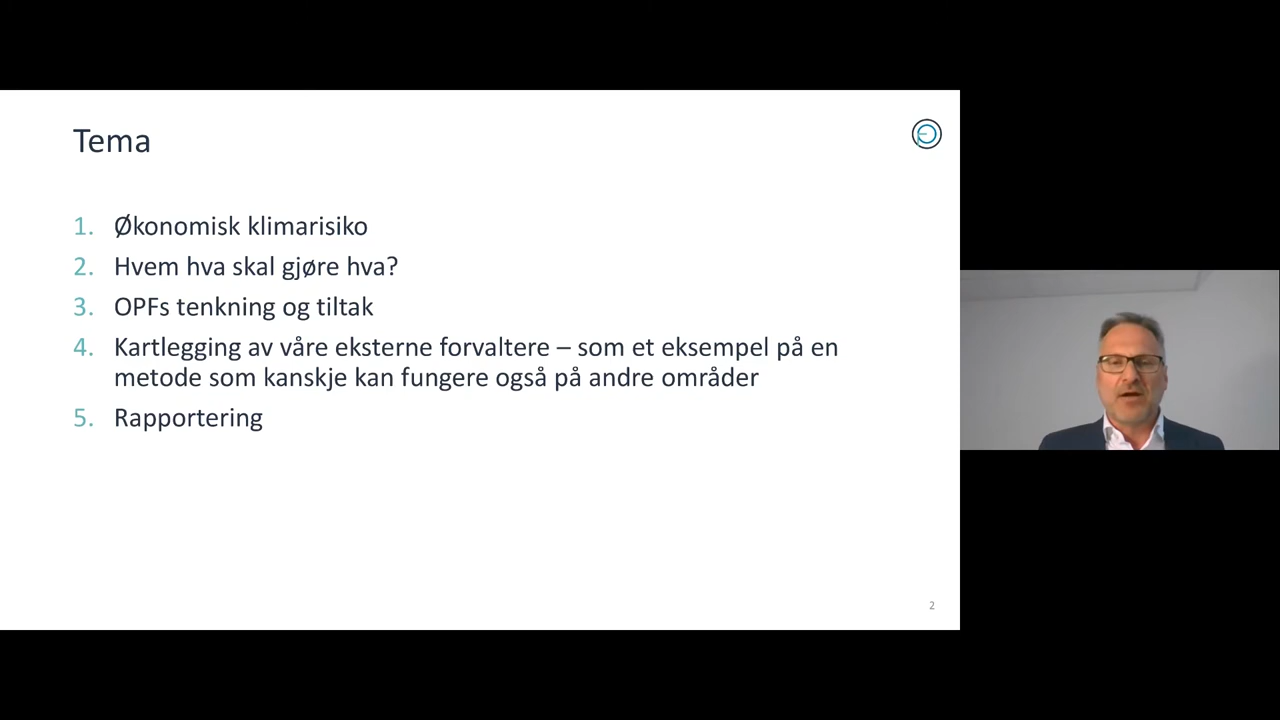 Tema
1. Økonomisk klimarisiko
2. Hvem hva skal gjøre hva?
3. OPFs tenkning og tiltak
4. Kartlegging av våre eksterne forvaltere – som et eksempel på en
metode som kanskje kan fungere også på andre områder
5. Rapportering
2